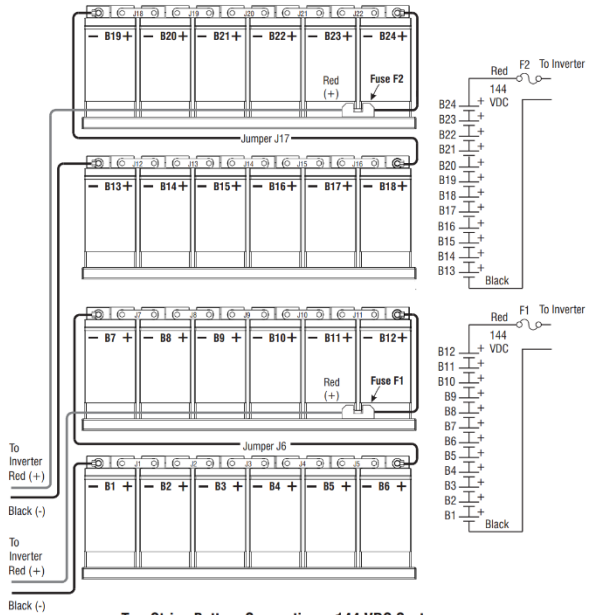 J18 J19 J20 J21 J22
– B19 + – B20 + – B21 + – B22 + – B23 + – B24 +
Red
(+)
Fuse F2
Jumper J17
J12 J13 J14 J15 J16
– B13 + – B14 + – B15 + – B16 + – B17 + – B18 +
J7 J8 J9 J10 J11
– B7 + – B8 + – B9 + – B10 + – B11 + – B12 +
Red
(+)
Fuse F1
Jumper J6
J1 J2 J3 J4 J5
– B1 + – B2 + – B3 + – B4 + – B5 + – B6 +
To
Inverter
Red (+)
Black (-)
To
Inverter
Red (+)
Black (-)
Red F2 To Inverter
144
VDC
B24 +
B23 +
B22 +
B21 +
B20 +
B19 +
B18 +
B17 +
B16 +
B15 +
B14 +
B13 +
Black
Red F1 To Inverter
144
VDC
B12 +
B11 +
B10 +
B9 +
B8 +
B7 +
B6 +
B5 +
B4 +
B3 +
B2 +
B1 +
Black